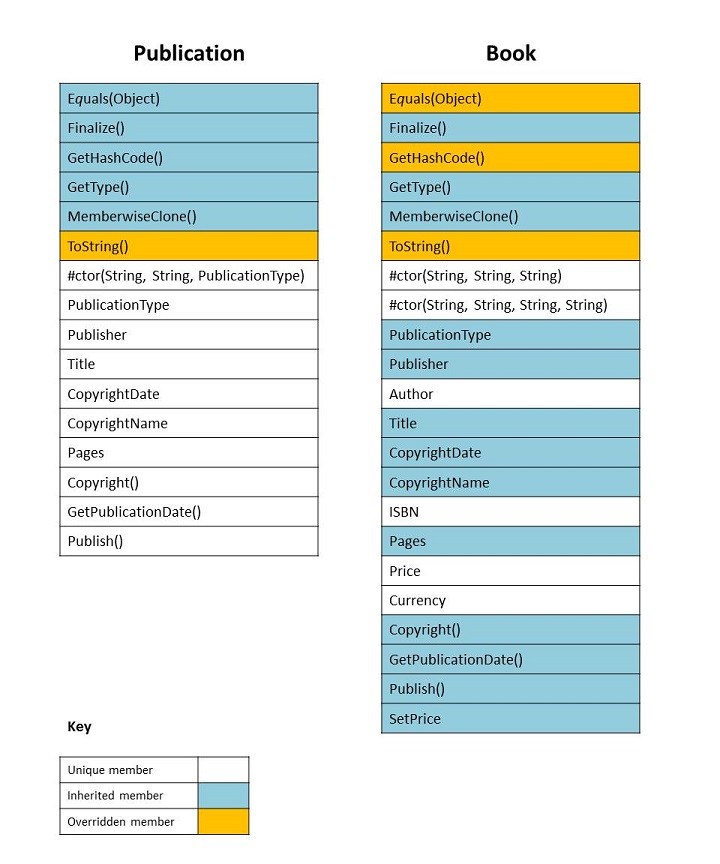 Publication
Equals(Object)
Finalize()
GetHashCode()
GetType()
MemberwiseClone()
ToString()
#ctor(String, String, PublicationType)
PublicationType
Publisher
Title
CopyrightDate
CopyrightName
Pages
Copyright()
GetPublicationDate()
Publish()
Book
Equals(Object)
Finalize()
GetHashCode()
GetType()
MemberwiseClone()
ToString()
#ctor(String, String, String)
#ctor(String, String, String, String)
PublicationType
Publisher
Author
Title
CopyrightDate
CopyrightName
ISBN
Pages
Price
Currency
Copyright()
GetPublicationDate()
Publish()
SetPrice
Key
Unique member
Inherited member
Overridden member